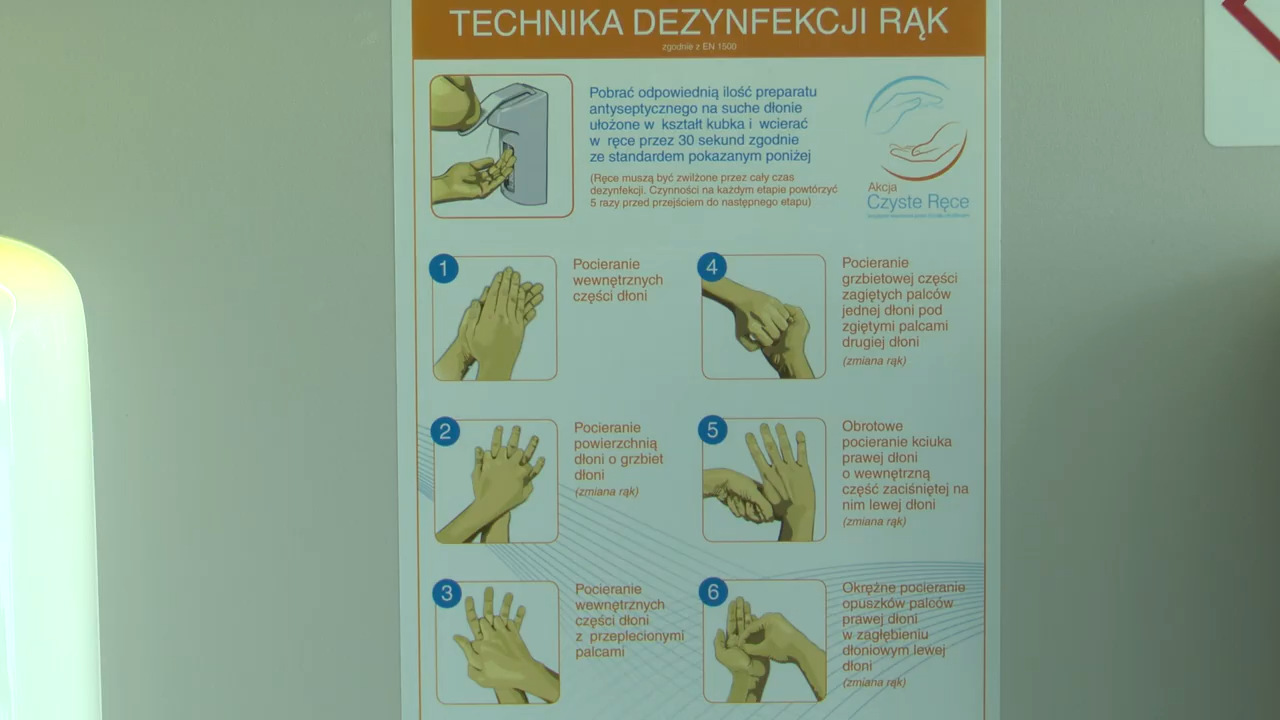 TECHNIKA DEZYNFEKCJI RĄK
zgodnie z EN 1500
Pobrać odpowiednią ilość preparatu
antyseptycznego na suche dłonie
ułożone w kształt kubka i wcierać
w ręce przez 30 sekund zgodnie
ze standardem pokazanym poniżej
(Ręce muszą być zwilżone przez cały czas
dezynfekcji. Czynności na każdym etapie powtórzyć
5 razy przed przejściem do następnego etapu)
Akcja
Czyste Ręce
1
Pocieranie
wewnętrznych
części dłoni
2
Pocieranie
powierzchnią
dłoni o grzbiet
dłoni
(zmiana rąk)
3
Pocieranie
wewnętrznych
części dłoni
z przeplecionymi
palcami
4
Pocieranie
grzbietowej części
zagiętych palców
jednej dłoni pod
zgiętymi palcami
drugiej dłoni
(zmiana rąk)
5
Obrotowe
pocieranie kciuka
prawej dłoni
o wewnętrzną
część zaciśniętej na
nim lewej dłoni
(zmiana rąk)
6
Okrężne pocieranie
opuszków palców
prawej dłoni
w zagłębieniu
dłoniowym lewej
dłoni
(zmiana rąk)